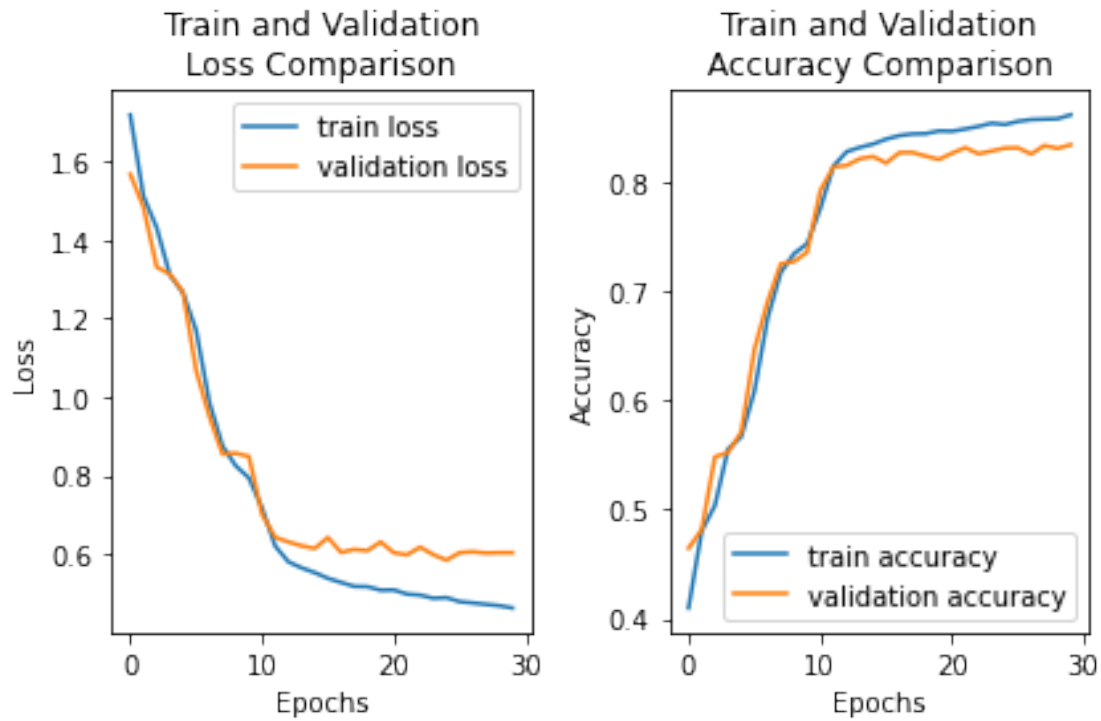 Train and Validation
Loss Comparison
train loss
validation loss
1.6
1.4
1.2
1.0
0.8
0.6
Loss
0 10 20 30
Epochs
Train and Validation
Accuracy Comparison
0.8
0.7
0.6
0.5
0.4
Accuracy
train accuracy
validation accuracy
0 10 20 30
Epochs